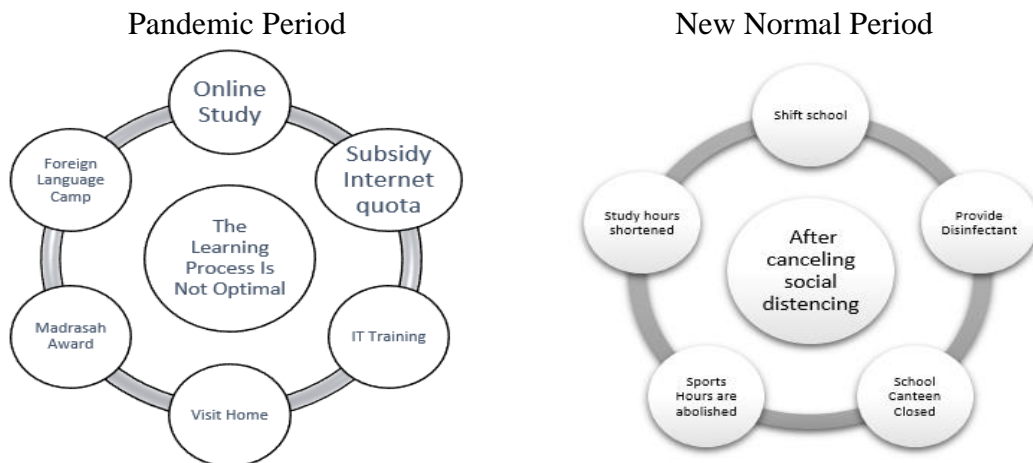 Pandemic Period
Online
Study
Subsidy
Internet
quota
IT Training
Visit Home
Madrasah
Award
Foreign
Language
Camp
The
Learning
Process Is
Not Optimal
New Normal Period
Shift school
Provide
Disinfectant
School
Canteen
Closed
Sports
Hours are
abolished
Study hours
shortened
After
canceling
social
distencing